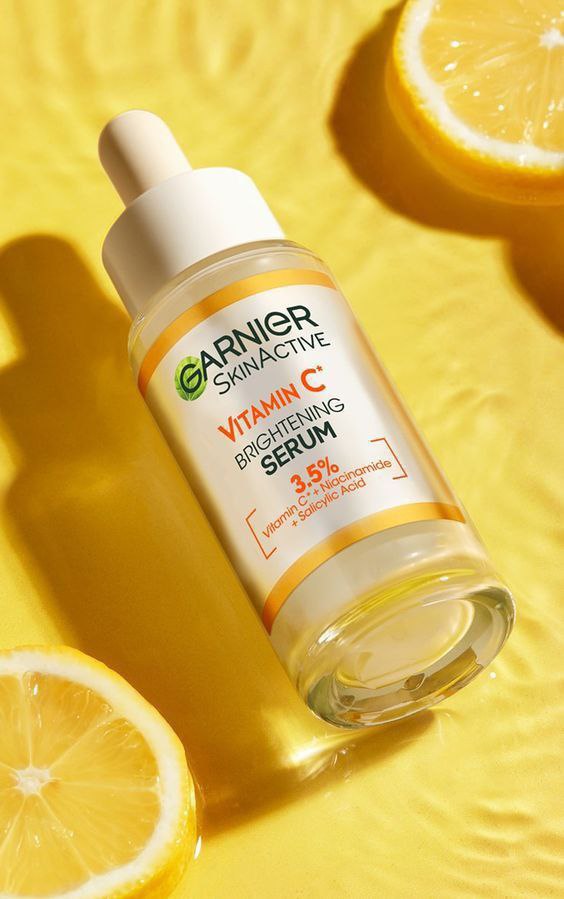 GARNIER
SKINACTIVE
VITAMIN C*
BRIGHTENING
SERUM
3.5%
Vitamin C* + Niacinamide
+ Salicylic Acid